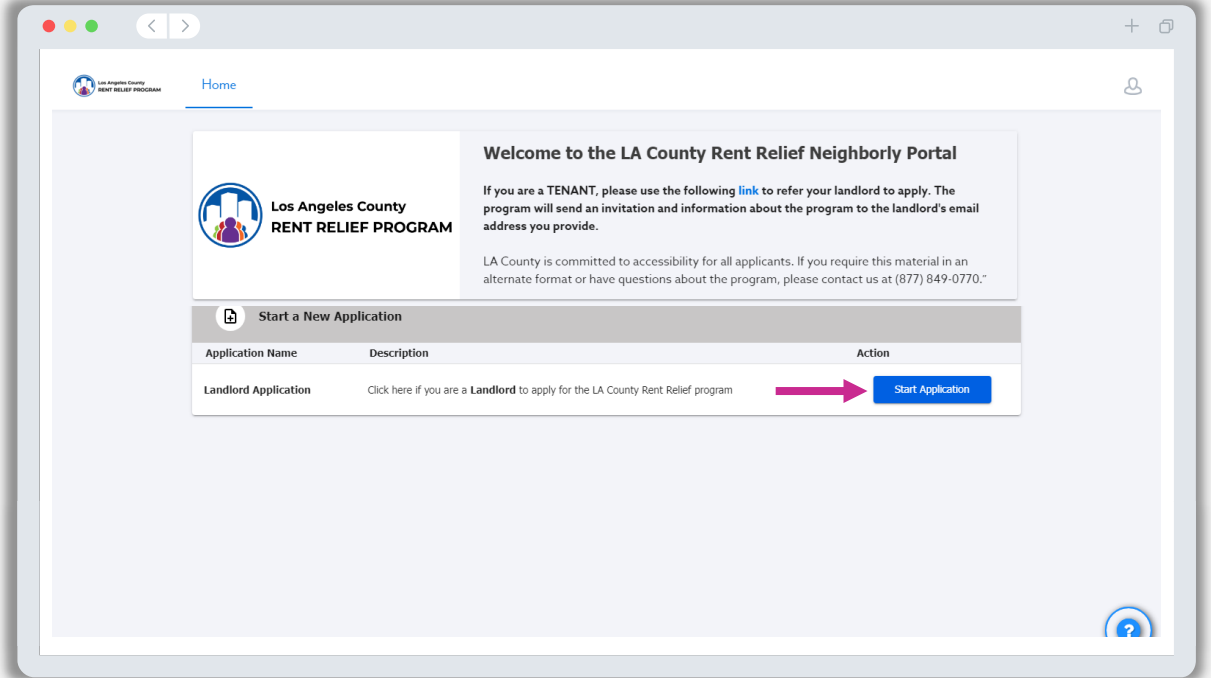 Los Angeles County
RENT RELIEF PROGRAM
Home
Welcome to the LA County Rent Relief Neighborly Portal
Los Angeles County
RENT RELIEF PROGRAM
If you are a TENANT, please use the following link to refer your landlord to apply. The
program will send an invitation and information about the program to the landlord's email
address you provide.
LA County is committed to accessibility for all applicants. If you require this material in an
alternate format or have questions about the program, please contact us at (877) 849-0770."
Start a New Application
Application Name Description Action
Landlord Application Click here if you are a Landlord to apply for the LA County Rent Relief program Start Application
?